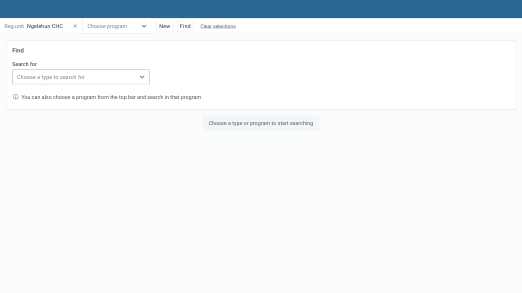 Reg.unit Ngelehun CHC Choose program New Find Clear selections
Find
Search for
Choose a type to search for
You can also choose a program from the top bar and search in that program
Choose a type or program to start searching